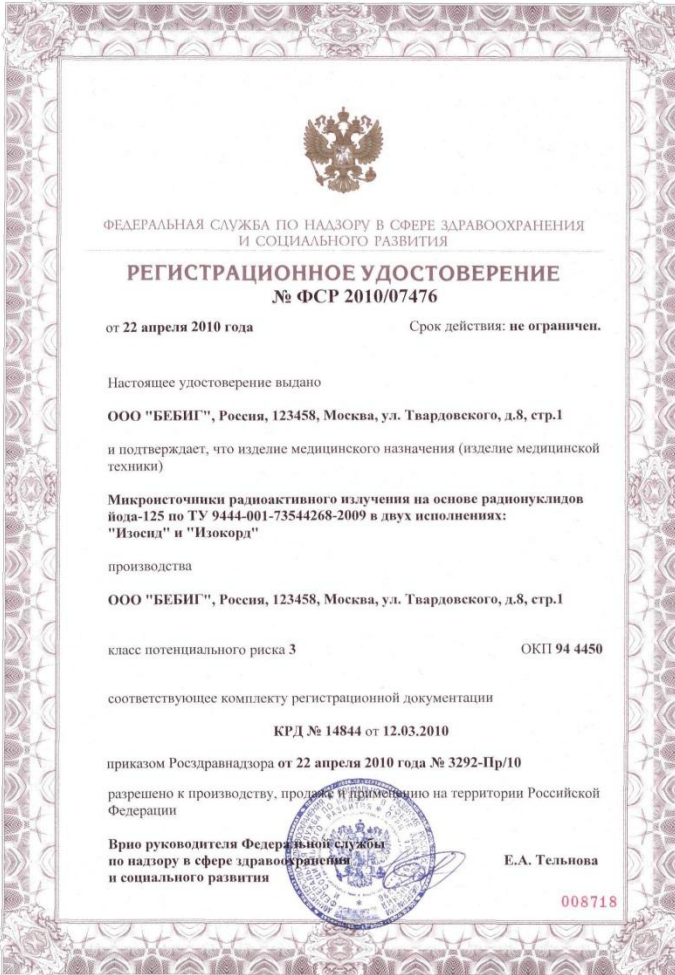 ФЕДЕРАЛЬНАЯ СЛУЖБА ПО НАДЗОРУ В СФЕРЕ ЗДРАВООХРАНЕНИЯ
И СОЦИАЛЬНОГО РАЗВИТИЯ
РЕГИСТРАЦИОННОЕ УДОСТОВЕРЕНИЕ
№ ФСР 2010/07476
от 22 апреля 2010 года Срок действия: не ограничен.
Настоящее удостоверение выдано
ООО "БЕБИГ", Россия, 123458, Москва, ул. Твардовского, д.8, стр.1
и подтверждает, что изделие медицинского назначения (изделие медицинской
техники)
Микроисточники радиоактивного излучения на основе радионуклидов
йода-125 по ТУ 9444-001-73544268-2009 в двух исполнениях:
"Изосид" и "Изокорд"
производства
ООО "БЕБИГ", Россия, 123458, Москва, ул. Твардовского, д.8, стр.1
класс потенциального риска 3 ОКП 94 4450
соответствующее комплекту регистрационной документации
КРД № 14844 от 12.03.2010
приказом Росздравнадзора от 22 апреля 2010 года № 3292-Пр/10
разрешено к производству, продаже и применению на территории Российской
Федерации
Врио руководителя Федеральной службы
по надзору в сфере здравоохранения
и социального развития
Е.А. Тельнова
008718